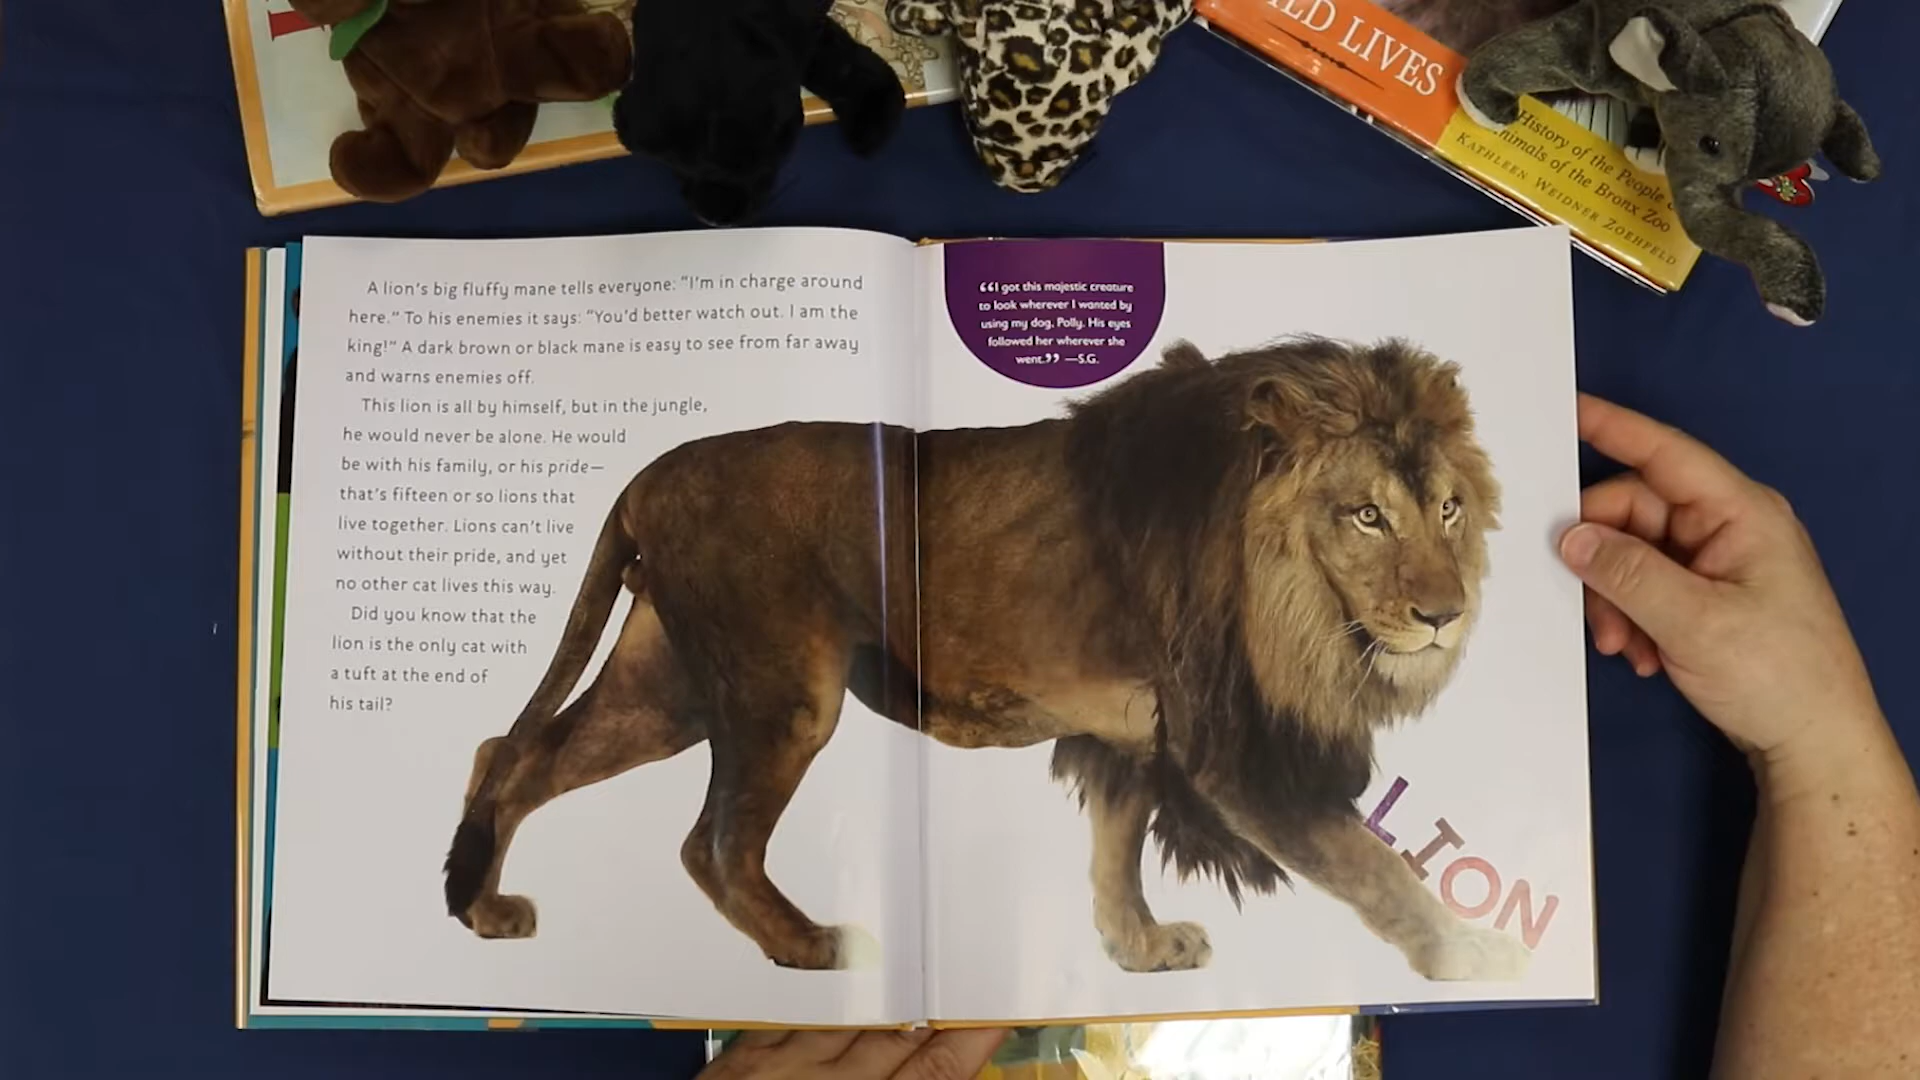 ILD LIVES
History of the People &
Animals of the Bronx Zoo
KATHLEEN WEIDNER ZOEHFELD
A lion's big fluffy mane tells everyone: "I'm in charge around
here." To his enemies it says: "You'd better watch out. I am the
king!" A dark brown or black mane is easy to see from far away
and warns enemies off.
This lion is all by himself, but in the jungle,
he would never be alone. He would
be with his family, or his pride—
that's fifteen or so lions that
live together. Lions can't live
without their pride, and yet
no other cat lives this way.
Did you know that the
lion is the only cat with
a tuft at the end of
his tail?
“I got this majestic creature
to look wherever I wanted by
using my dog, Polly. His eyes
followed her wherever she
went.” —S.G.
LION